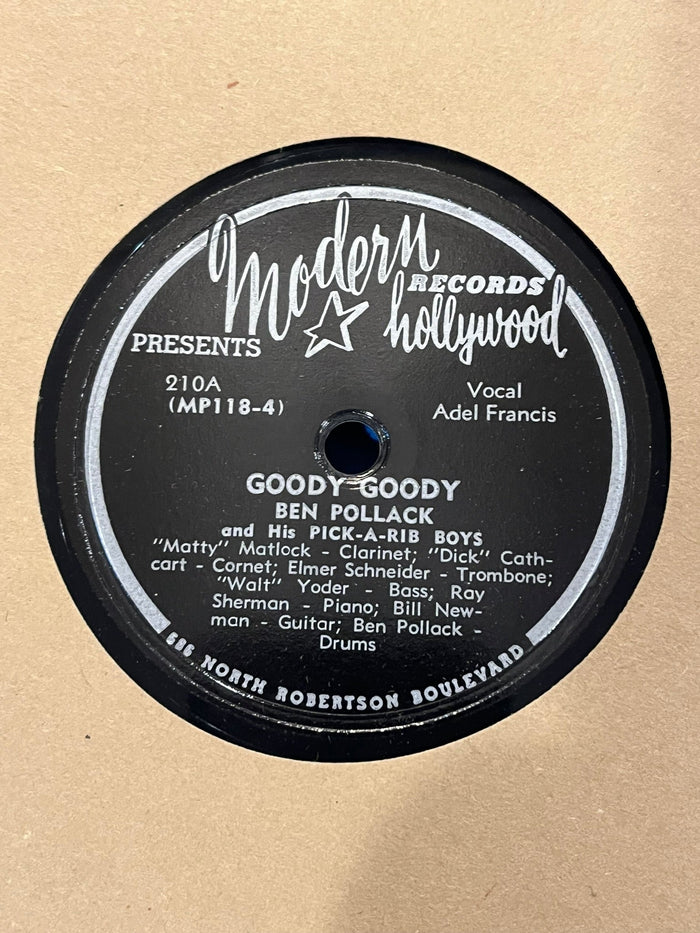 Modern
RECORDS
hollywood
PRESENTS
210A
(MP118-4)
Vocal
Adel Francis
GOODY GOODY
BEN POLLACK
and His PICK-A-RIB BOYS
"Matty" Matlock - Clarinet; "Dick" Cath-
cart - Cornet; Elmer Schneider - Trombone;
"Walt" Yoder - Bass; Ray
Sherman - Piano; Bill New-
man - Guitar; Ben Pollack -
Drums
686 NORTH ROBERTSON BOULEVARD